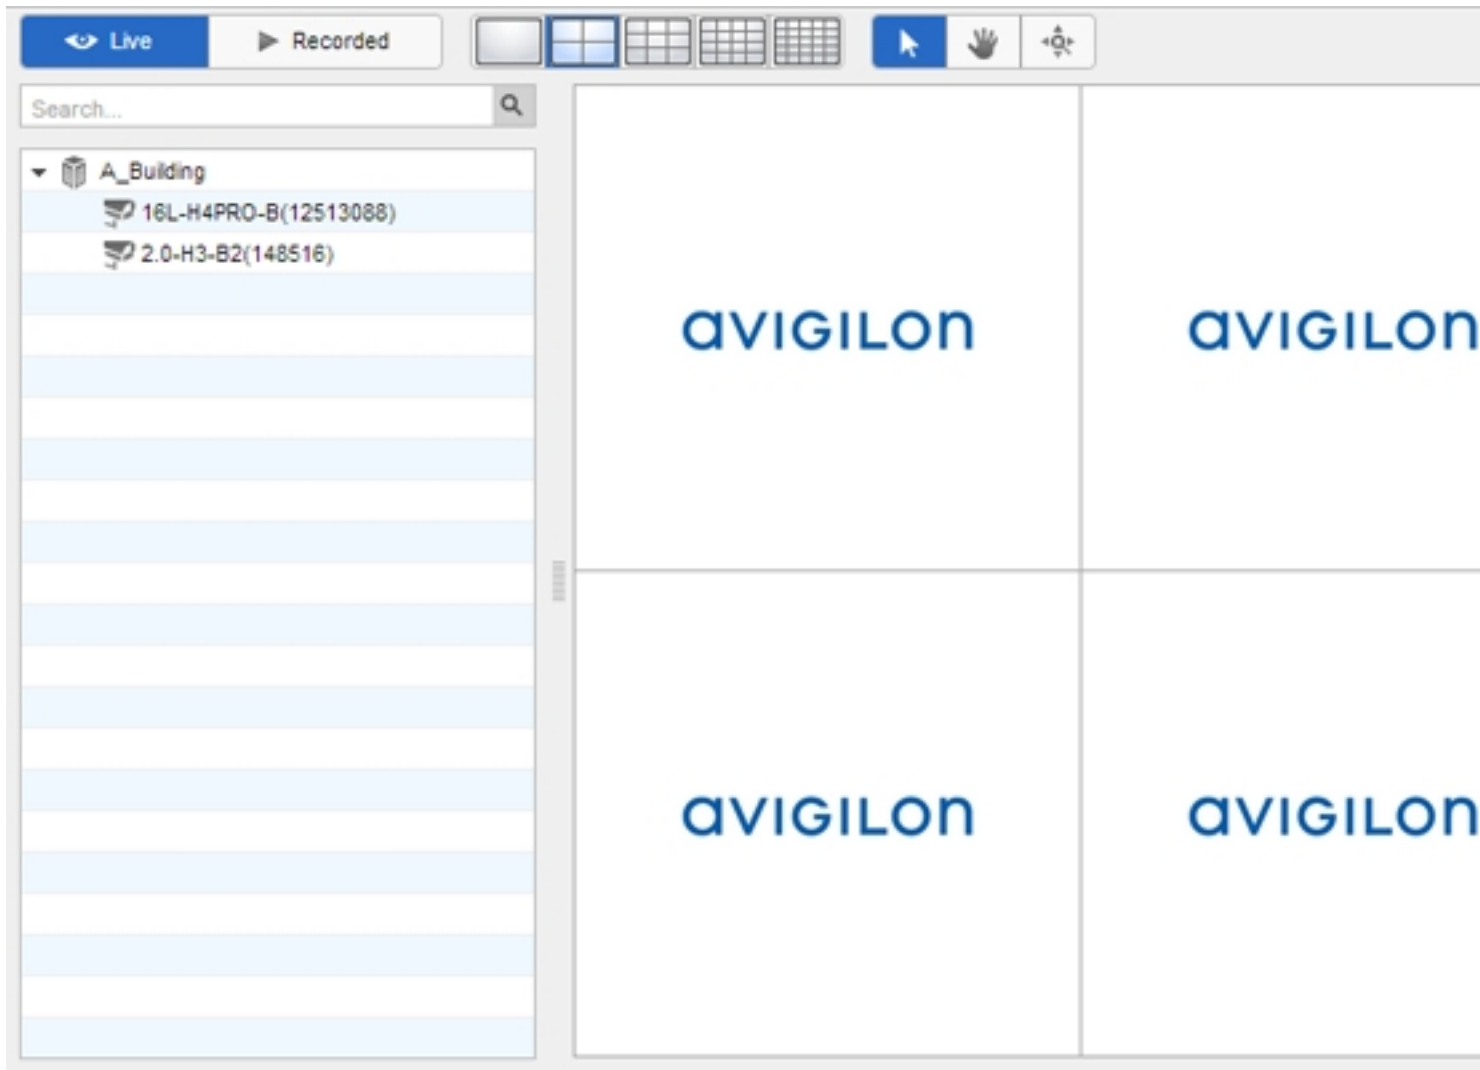 Live Recorded
Search...
A_Building
16L-H4PRO-B(12513088)
2.0-H3-B2(148516)
avIGILon avIGILon
avIGILon avIGILon